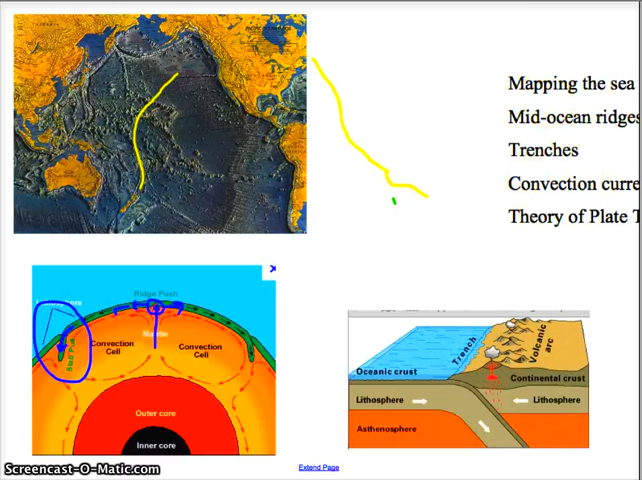 Mapping the sea
Mid-ocean ridges
Trenches
Convection curre
Theory of Plate T
Ridge Push
Slab Pull
Mantle
Convection
Cell
Convection
Cell
Outer core
Inner core
Trench
Volcanic
arc
Oceanic crust
Continental crust
Lithosphere
Lithosphere
Asthenosphere
Extend Page
Screencast-O-Matic.com